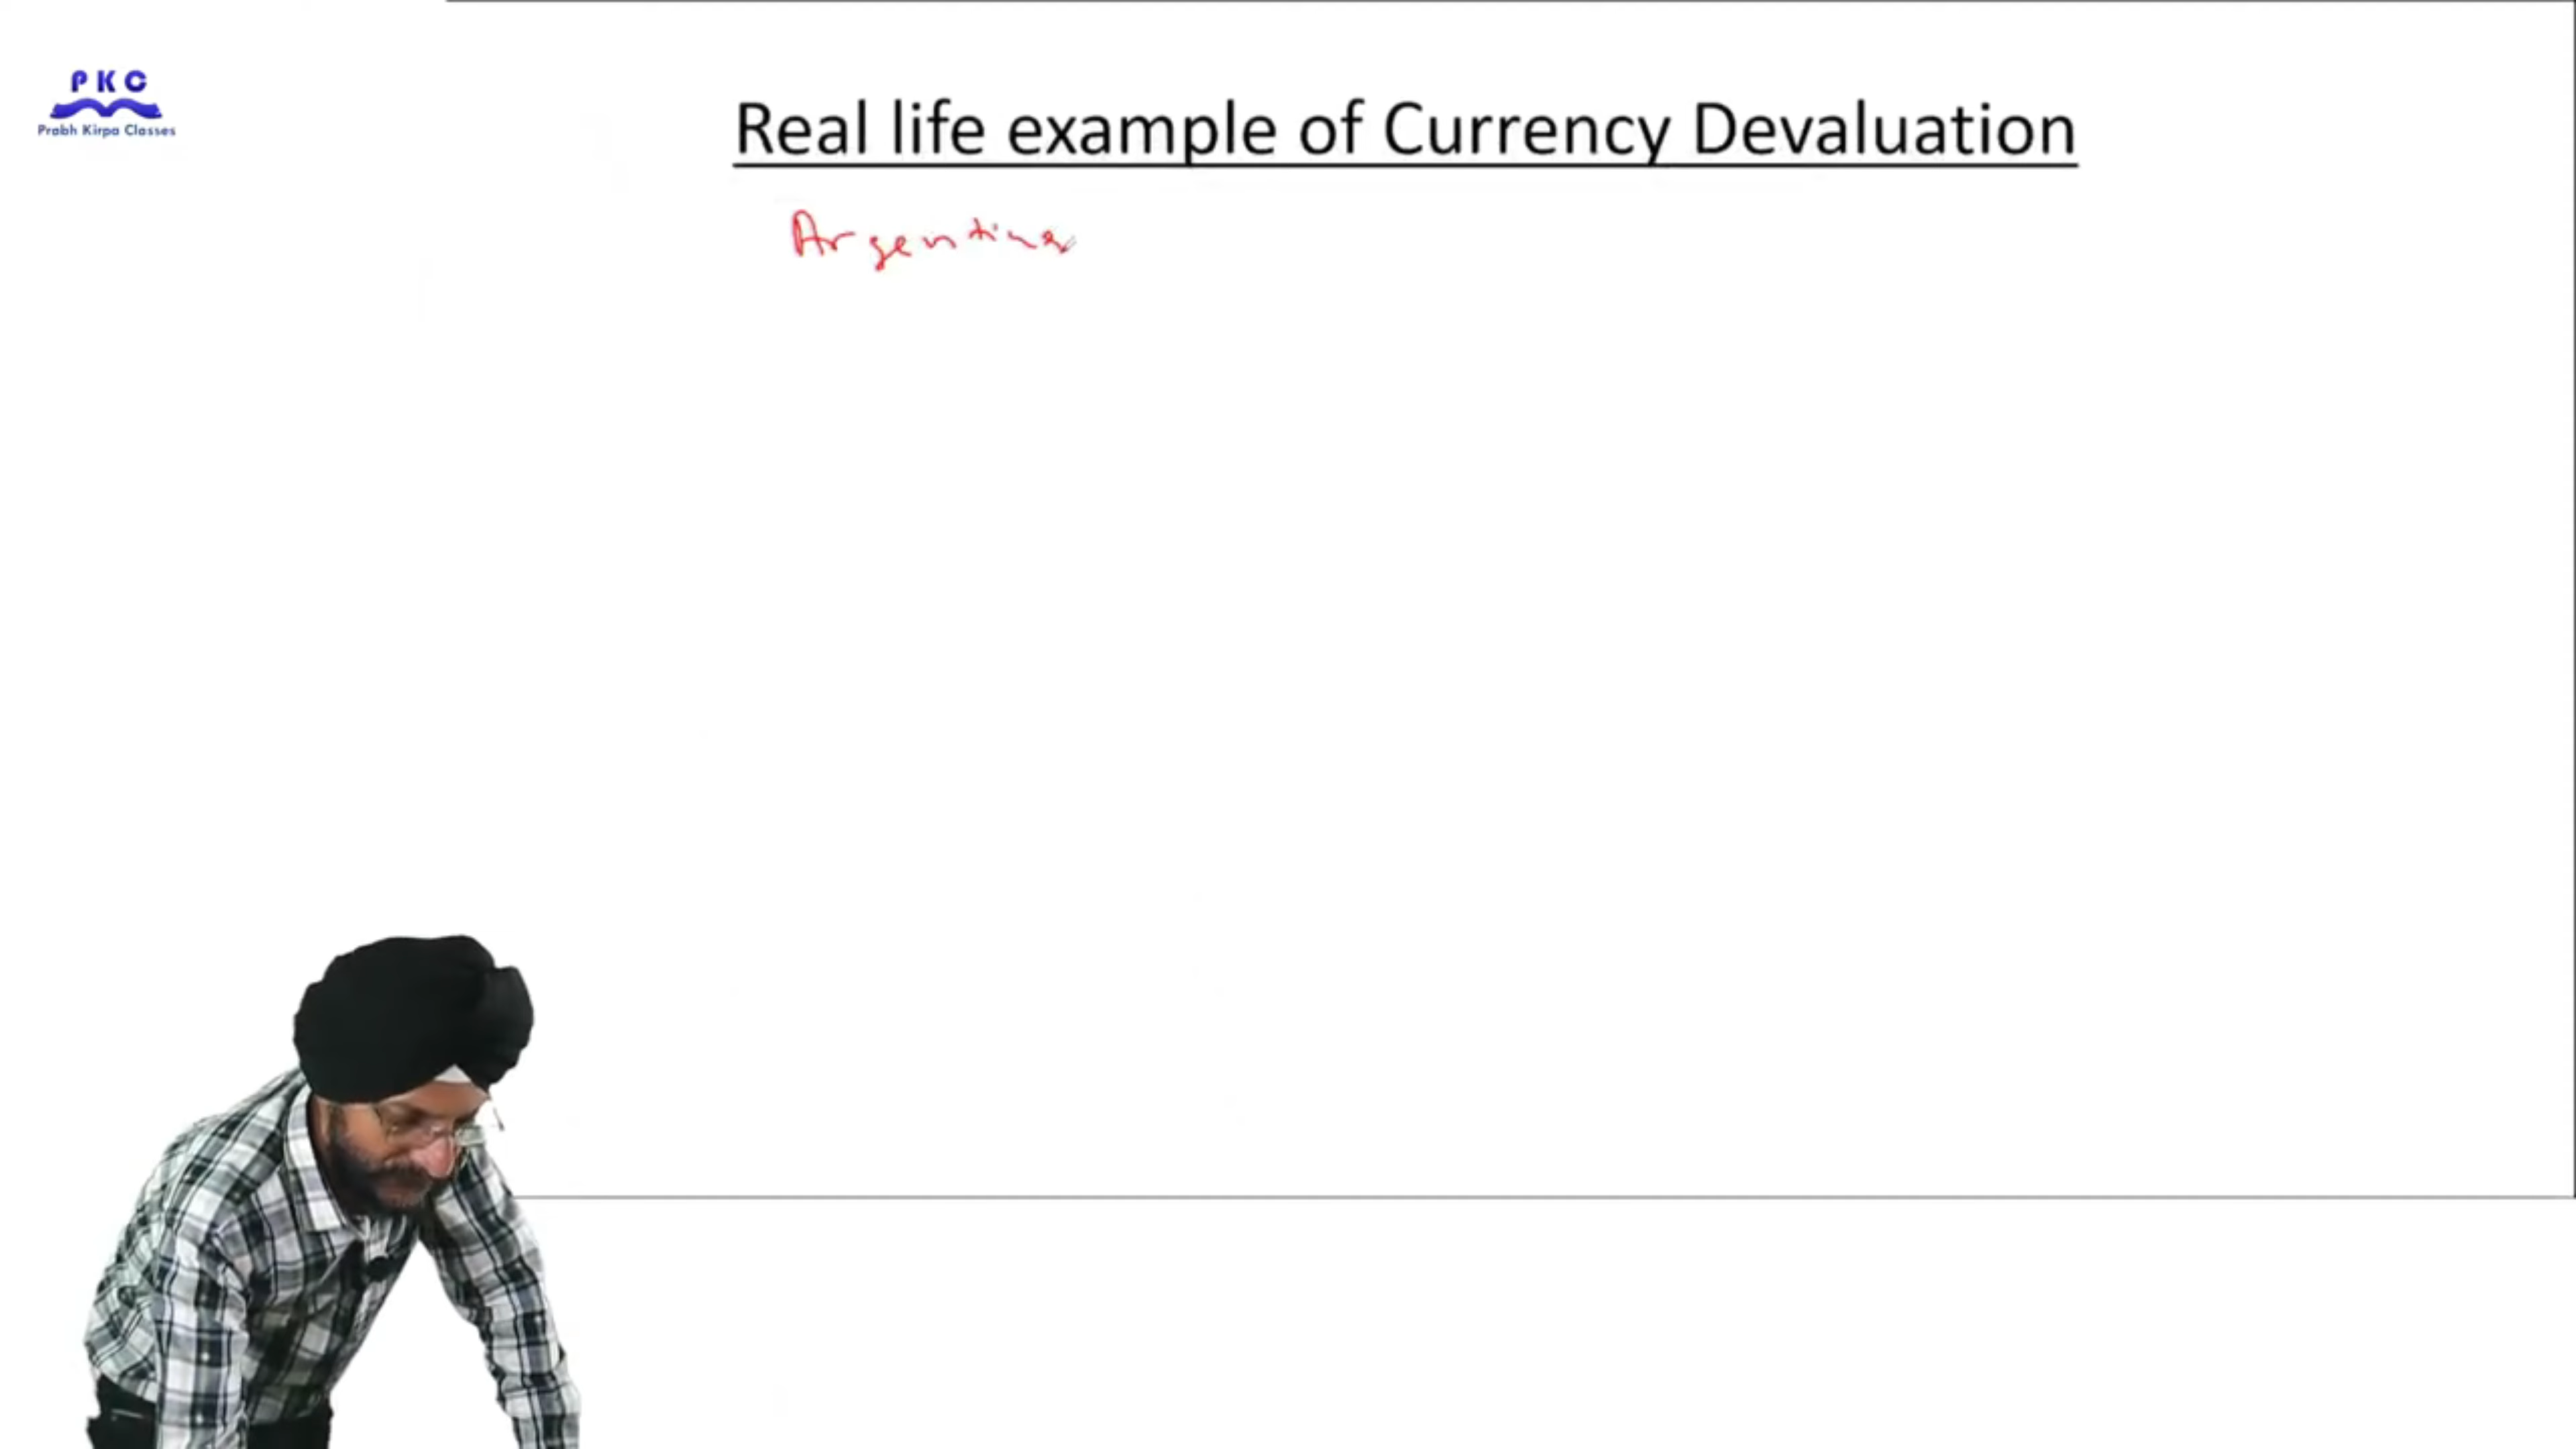 PKC
Prabh Kirpa Classes
Real life example of Currency Devaluation
Argentina